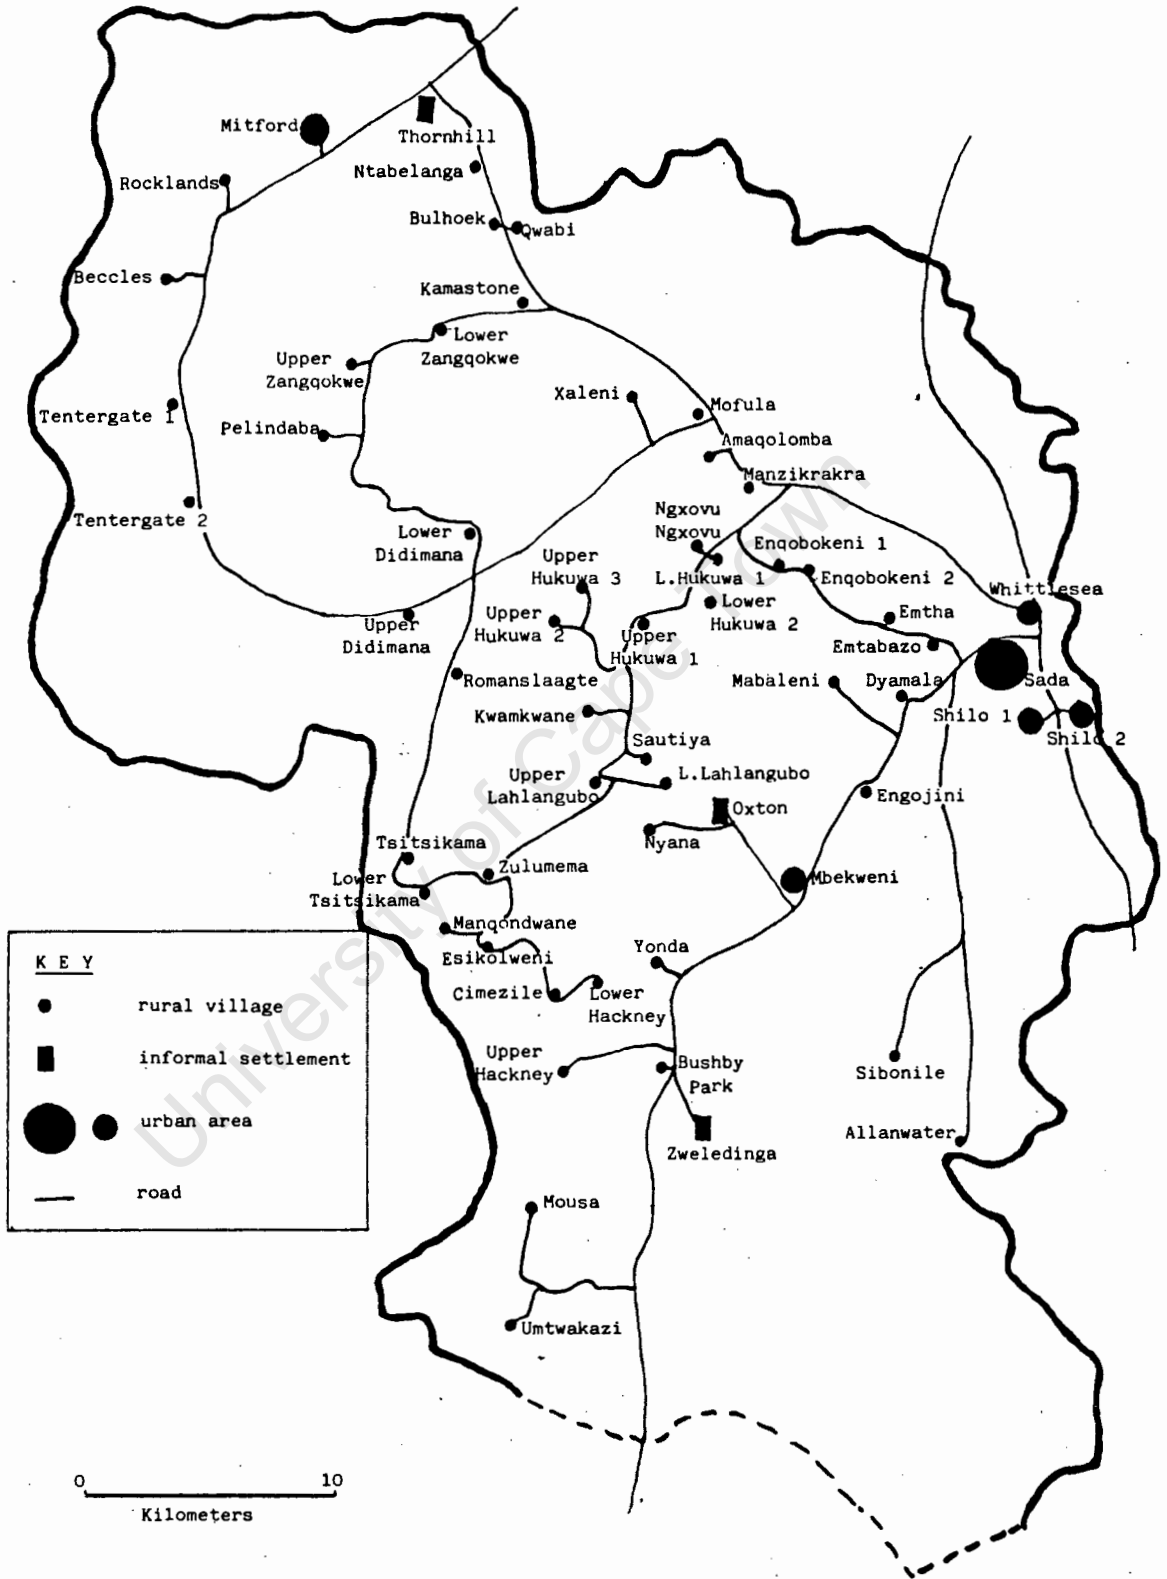 Mitford
Thornhill
Rocklands
Ntabelanga
Bulhoek
Qwabi
Beccles
Kamastone
Lower
Zangqokwe
Upper
Zangqokwe
Xaleni
Mofula
Tentergate 1
Pelindaba
Amaqolomba
Manzikrakra
Tentergate 2
Ngxovu
Ngxovu
Lower
Didimana
Enqobokeni 1
Upper
Hukuwa 3
L.Hukuwa 1
Enqobokeni 2
Whittlesea
Upper
Hukuwa 2
Lower
Hukuwa 2
Emtha
Upper
Didimana
Upper
Hukuwa 1
Emtabazo
Romanslaagte
Mabaleni
Dyamala
Sada
Kwamkwane
Shilo 1
Shilo 2
Sautiya
Upper
Lahlangubo
L.Lahlangubo
Engojini
Oxton
Nyana
Tsitsikama
Zulumema
Mbekweni
Lower
Tsitsikama
Manqondwane
Esikolweni
Yonda
Cimezile
Lower
Hackney
Upper
Hackney
Bushby
Park
Sibonile
Allanwater
Zweledinga
Mousa
Umtwakazi
KEY
rural village
informal settlement
urban area
road
0 10
Kilometers
University of Cape Town